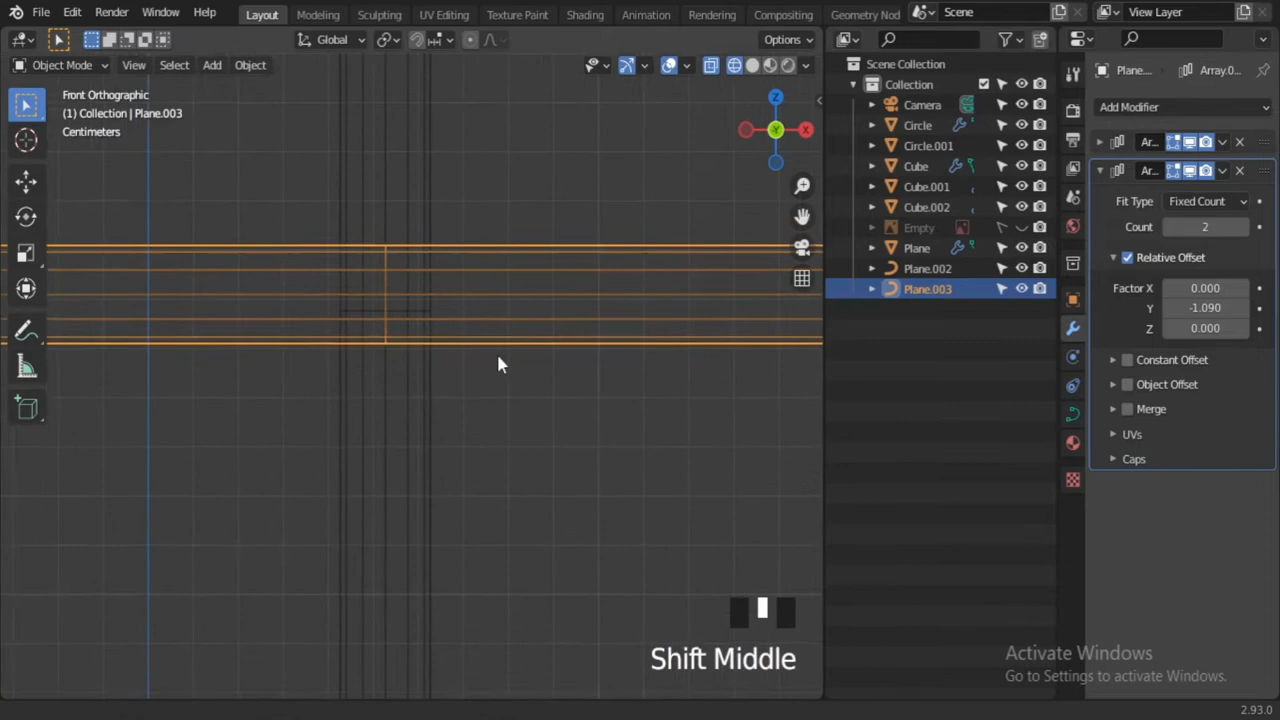 File Edit Render Window Help Layout Modeling Sculpting UV Editing Texture Paint Shading Animation Rendering Compositing Geometry Nod Scene View Layer
Global Options
Object Mode View Select Add Object
Front Orthographic
(1) Collection | Plane.003
Centimeters
Z
Y
X
Scene Collection
Collection
Camera
Circle
Circle.001
Cube
Cube.001
Cube.002
Empty
Plane
Plane.002
Plane.003
Plane... Array.0...
Add Modifier
Ar...
Ar...
Fit Type Fixed Count
Count 2
Relative Offset
Factor X 0.000
Y -1.090
Z 0.000
Constant Offset
Object Offset
Merge
UVs
Caps
Shift Middle
Activate Windows
Go to Settings to activate Windows.
2.93.0